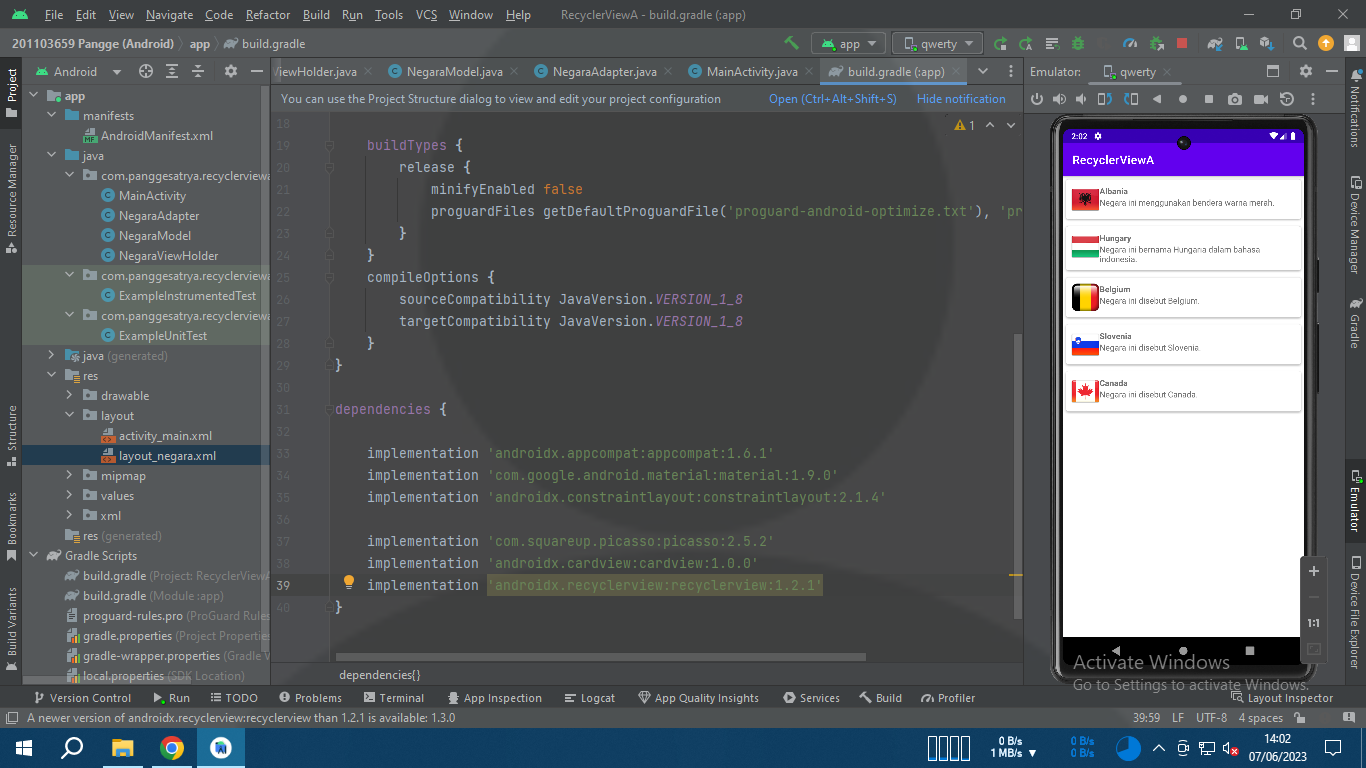 File Edit View Navigate Code Refactor Build Run Tools VCS Window Help RecyclerViewA - build.gradle (:app)
201103659 Pangge (Android) app build.gradle app qwerty
Project
Android
ViewHolder.java NegaraModel.java NegaraAdapter.java MainActivity.java build.gradle (:app)
Emulator: qwerty
You can use the Project Structure dialog to view and edit your project configuration Open (Ctrl+Alt+Shift+S) Hide notification
app
manifests
AndroidManifest.xml
java
com.panggesatrya.recyclerviewa
MainActivity
NegaraAdapter
NegaraModel
NegaraViewHolder
com.panggesatrya.recyclerviewa
ExampleInstrumentedTest
com.panggesatrya.recyclerviewa
ExampleUnitTest
java (generated)
res
drawable
layout
activity_main.xml
layout_negara.xml
mipmap
values
xml
res (generated)
Gradle Scripts
build.gradle (Project: RecyclerViewA
build.gradle (Module :app)
proguard-rules.pro (ProGuard Rules
gradle.properties (Project Properties
gradle-wrapper.properties (Gradle V
local.properties (SDK Location)
Resource Manager
Structure
Bookmarks
Build Variants
1
18
19 buildTypes {
20 release {
21 minifyEnabled false
22 proguardFiles getDefaultProguardFile('proguard-android-optimize.txt'), 'pr
23 }
24 }
25 compileOptions {
26 sourceCompatibility JavaVersion.VERSION_1_8
27 targetCompatibility JavaVersion.VERSION_1_8
28 }
29 }
30
31 dependencies {
32
33 implementation 'androidx.appcompat:appcompat:1.6.1'
34 implementation 'com.google.android.material:material:1.9.0'
35 implementation 'androidx.constraintlayout:constraintlayout:2.1.4'
36
37 implementation 'com.squareup.picasso:picasso:2.5.2'
38 implementation 'androidx.cardview:cardview:1.0.0'
39 implementation 'androidx.recyclerview:recyclerview:1.2.1'
40 }
dependencies{}
2:02
RecyclerViewA
Albania
Negara ini menggunakan bendera warna merah.
Hungary
Negara ini bernama Hungaria dalam bahasa
indonesia.
Belgium
Negara ini disebut Belgium.
Slovenia
Negara ini disebut Slovenia.
Canada
Negara ini disebut Canada.
1:1
Notifications
Device Manager
Gradle
Emulator
Device File Explorer
Activate Windows
Go to Settings to activate Windows.
Version Control Run TODO Problems Terminal App Inspection Logcat App Quality Insights Services Build Profiler Layout Inspector
A newer version of androidx.recyclerview:recyclerview than 1.2.1 is available: 1.3.0 39:59 LF UTF-8 4 spaces
0 B/s
1 MB/s
0 B/s
0 B/s
14:02
07/06/2023